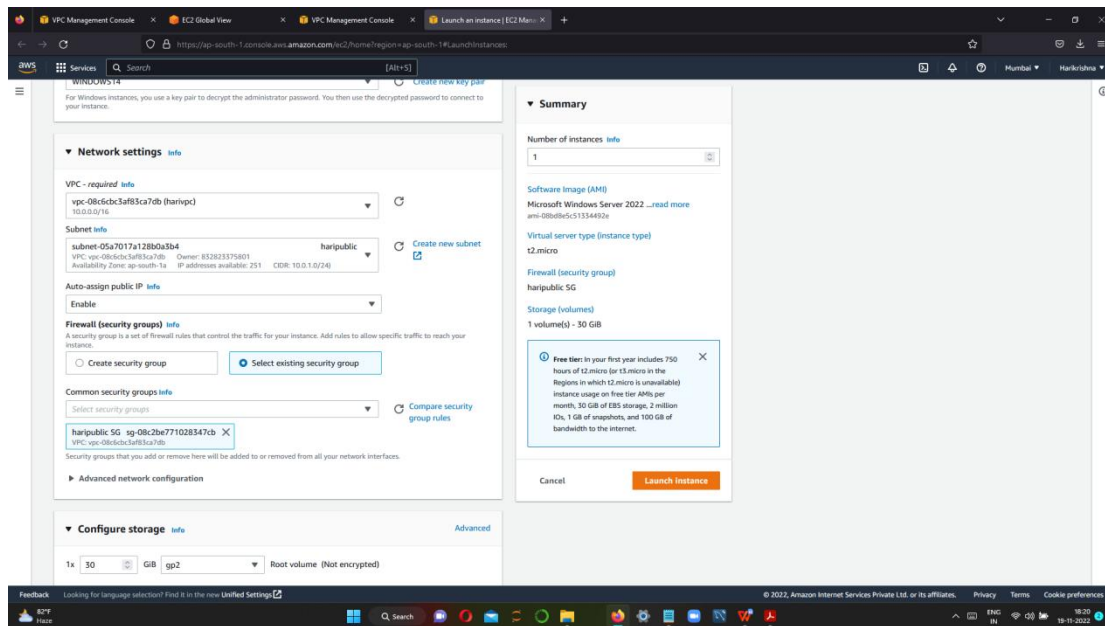 VPC Management Console
EC2 Global View
VPC Management Console
Launch an instance | EC2 Mana
https://ap-south-1.console.aws.amazon.com/ec2/home?region=ap-south-1#LaunchInstances:
aws
Services
Search
[Alt+S]
Mumbai
Harikrishna
WINDOWS14
Create new key pair
For Windows instances, you use a key pair to decrypt the administrator password. You then use the decrypted password to connect to
your instance.
Network settings Info
VPC - required Info
vpc-08c6cbc3af83ca7db (harivpc)
10.0.0.0/16
Subnet Info
subnet-05a7017a128b0a3b4 haripublic
VPC: vpc-08c6cbc3af83ca7db Owner: 832823375801
Availability Zone: ap-south-1a IP addresses available: 251 CIDR: 10.0.1.0/24)
Create new subnet
Auto-assign public IP Info
Enable
Firewall (security groups) Info
A security group is a set of firewall rules that control the traffic for your instance. Add rules to allow specific traffic to reach your
instance.
Create security group
Select existing security group
Common security groups Info
Select security groups
Compare security
group rules
haripublic SG sg-08c2be771028347cb
VPC: vpc-08c6cbc3af83ca7db
Security groups that you add or remove here will be added to or removed from all your network interfaces.
Advanced network configuration
Configure storage Info
Advanced
1x 30 GiB gp2 Root volume (Not encrypted)
Summary
Number of instances Info
1
Software Image (AMI)
Microsoft Windows Server 2022 ...read more
ami-08bd8e5c51334492e
Virtual server type (instance type)
t2.micro
Firewall (security group)
haripublic SG
Storage (volumes)
1 volume(s) - 30 GiB
Free tier: In your first year includes 750
hours of t2.micro (or t3.micro in the
Regions in which t2.micro is unavailable)
instance usage on free tier AMIs per
month, 30 GiB of EBS storage, 2 million
IOs, 1 GB of snapshots, and 100 GB of
bandwidth to the internet.
Cancel
Launch instance
Feedback
Looking for language selection? Find it in the new Unified Settings
© 2022, Amazon Internet Services Private Ltd. or its affiliates.
Privacy
Terms
Cookie preferences
82°F
Haze
Search
ENG
IN
18:20
19-11-2022